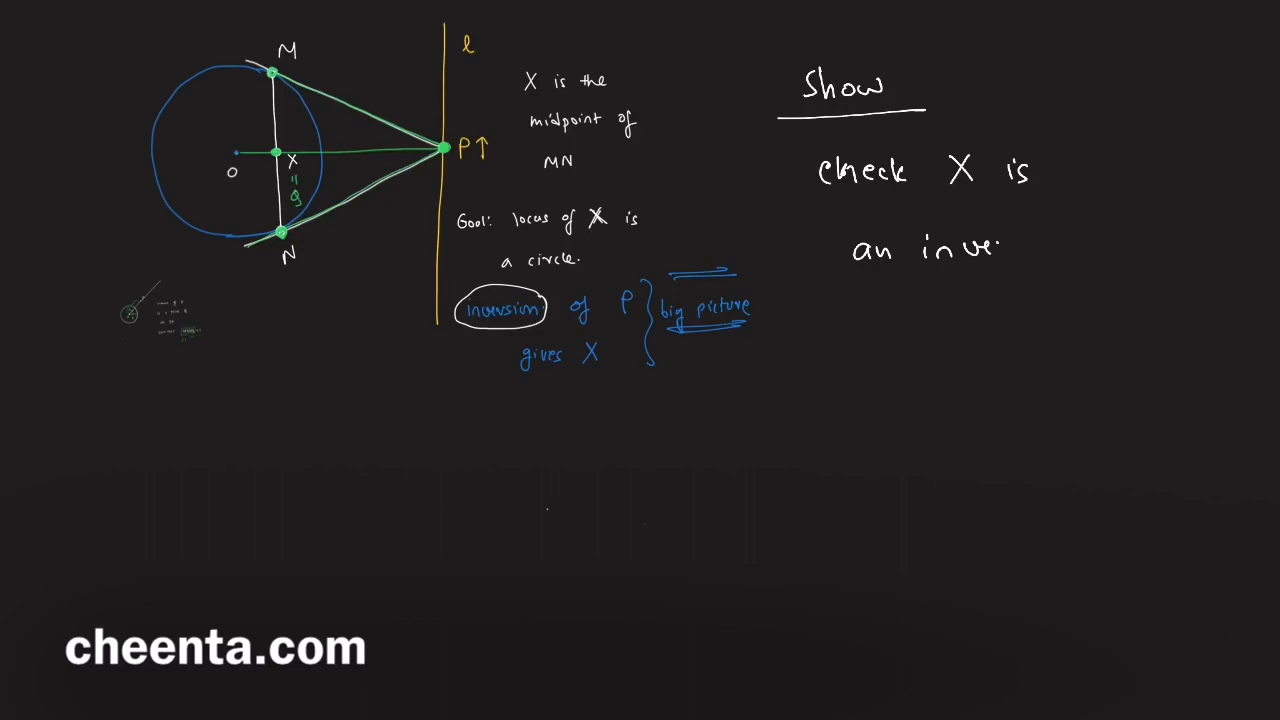 M
l
O
X
=
Q
P↑
N
X is the
midpoint of
MN
Goal: locus of X is
a circle.
inversion of P
gives X
big picture
Show
check X is
an inve
cheenta.com